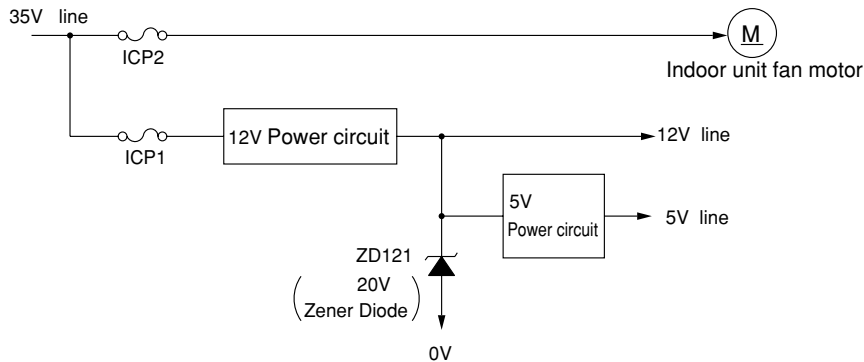 35V line
ICP2
M
Indoor unit fan motor
ICP1
12V Power circuit
12V line
5V
Power circuit
5V line
ZD121
20V
Zener Diode
0V